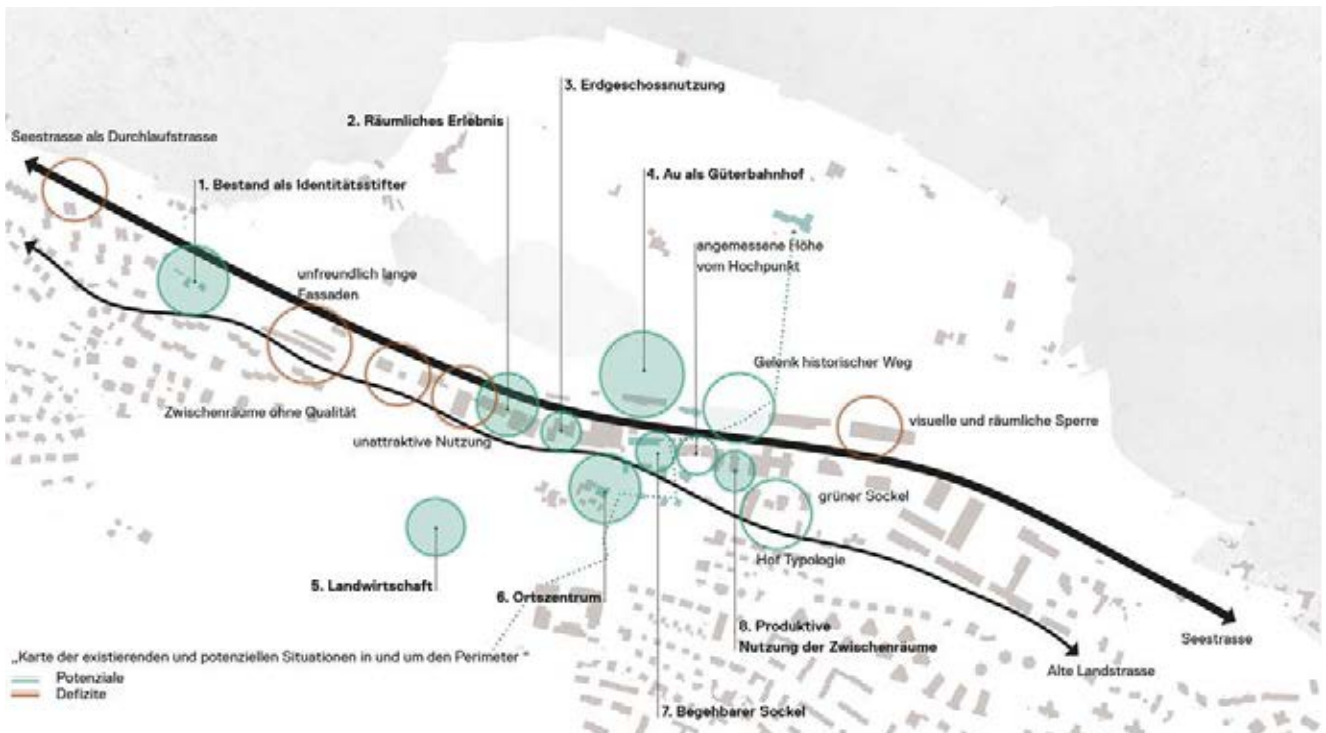 3. Erdgeschossnutzung
2. Räumliches Erlebnis
Seestrasse als Durchlaufstrasse
4. Au als Güterbahnhof
1. Bestand als Identitätsstifter
angemessene Höhe
vom Hochpunkt
unfreundlich lange
Fassaden
Gelenk historischer Weg
Zwischenräume ohne Qualität
visuelle und räumliche Sperre
unattraktive Nutzung
grüner Sockel
Hof Typologie
5. Landwirtschaft
6. Ortszentrum
8. Produktive
Nutzung der Zwischenräume
Seestrasse
„Karte der existierenden und potenziellen Situationen in und um den Perimeter “
Alte Landstrasse
Potenziale
Defizite
7. Begehbarer Sockel